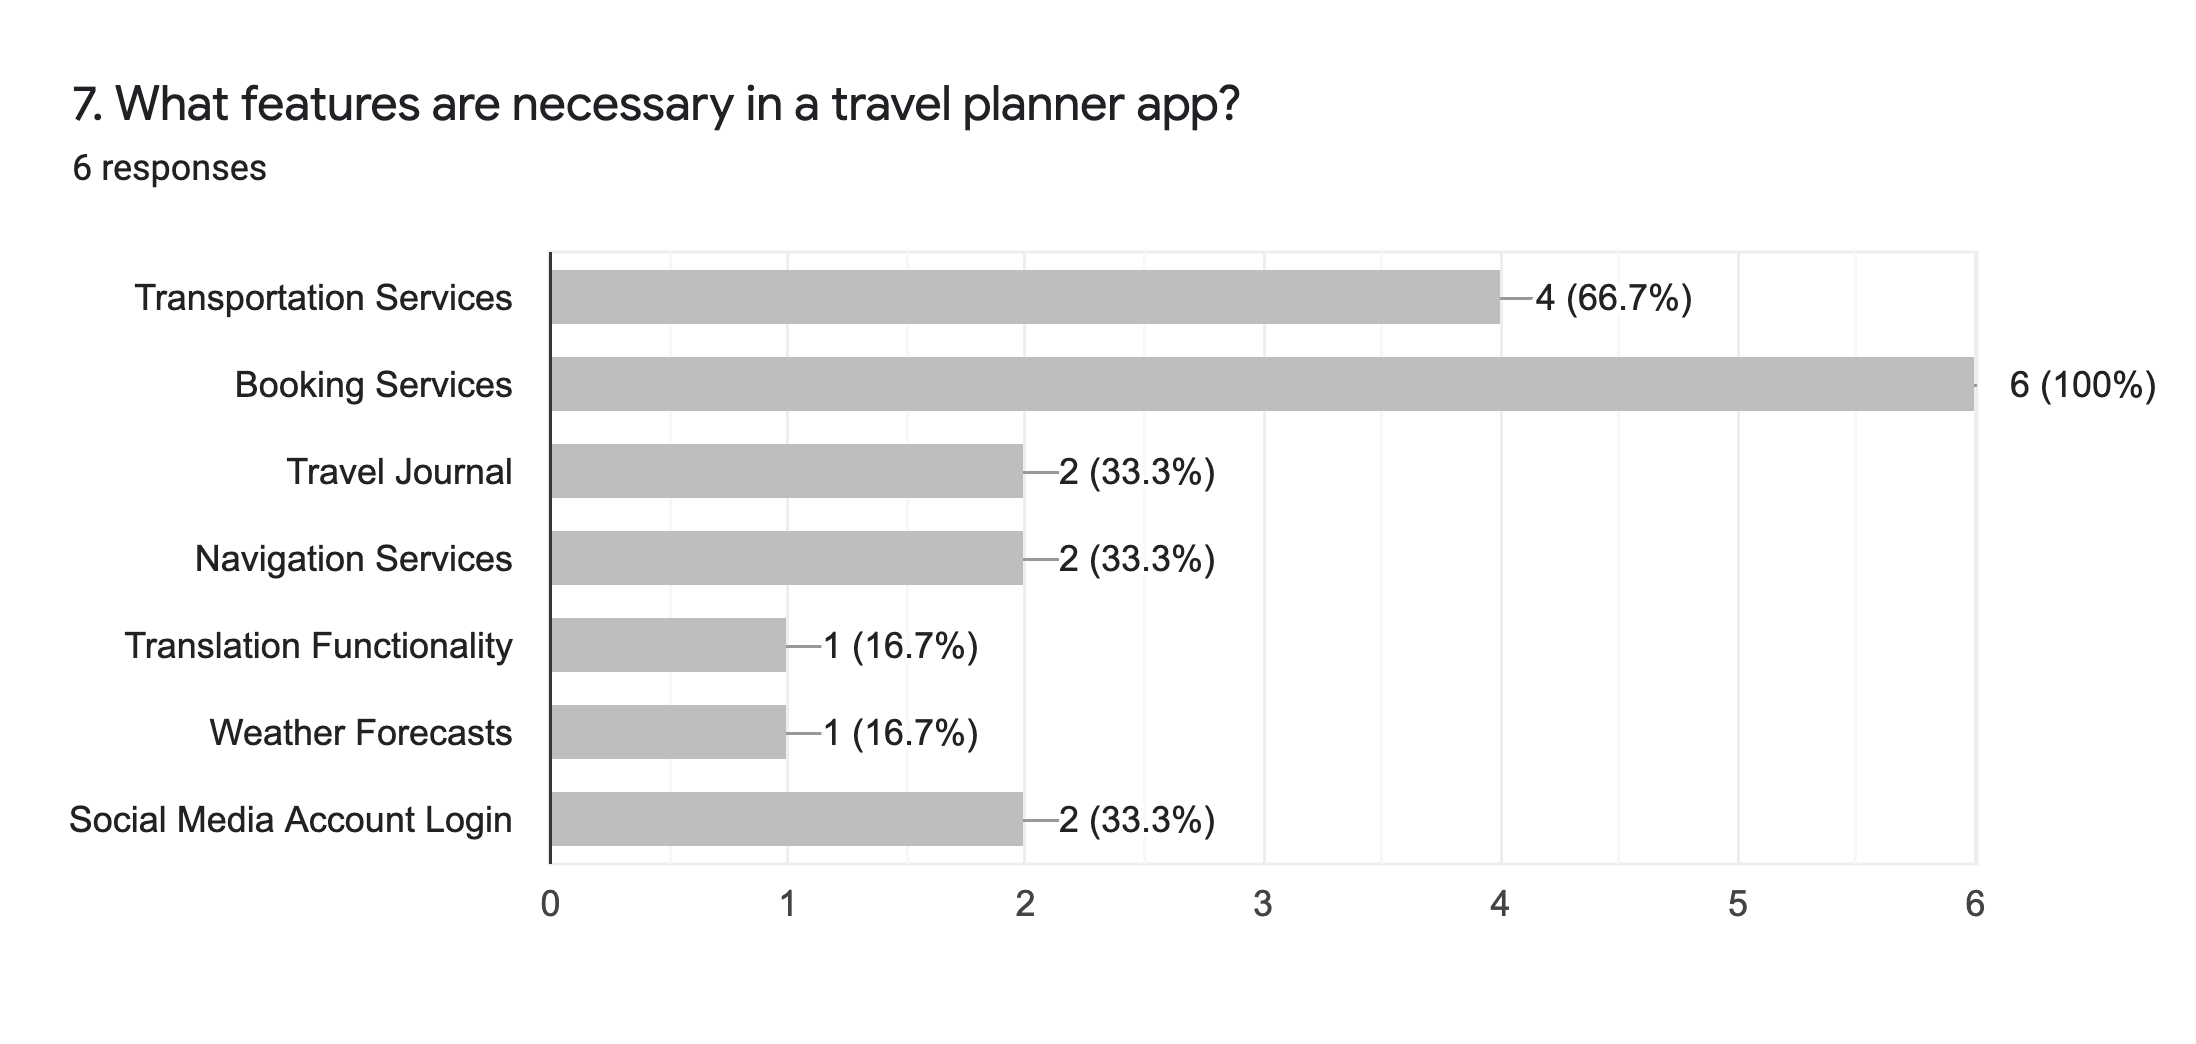 7. What features are necessary in a travel planner app?
6 responses
Transportation Services 4 (66.7%)
Booking Services 6 (100%)
Travel Journal 2 (33.3%)
Navigation Services 2 (33.3%)
Translation Functionality 1 (16.7%)
Weather Forecasts 1 (16.7%)
Social Media Account Login 2 (33.3%)
0 1 2 3 4 5 6